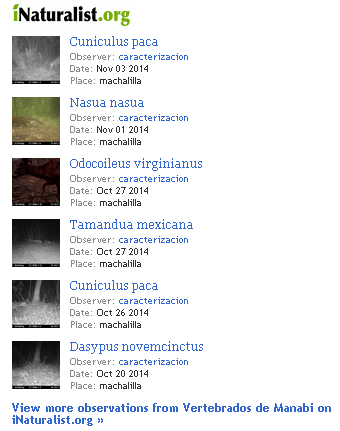 iNaturalist.org
Cuniculus paca
Observer: caracterizacion
Date: Nov 03 2014
Place: machalilla
Nasua nasua
Observer: caracterizacion
Date: Nov 01 2014
Place: machalilla
Odocoileus virginianus
Observer: caracterizacion
Date: Oct 27 2014
Place: machalilla
Tamandua mexicana
Observer: caracterizacion
Date: Oct 27 2014
Place: machalilla
Cuniculus paca
Observer: caracterizacion
Date: Oct 26 2014
Place: machalilla
Dasypus novemcinctus
Observer: caracterizacion
Date: Oct 20 2014
Place: machalilla
View more observations from Vertebrados de Manabi on
iNaturalist.org »